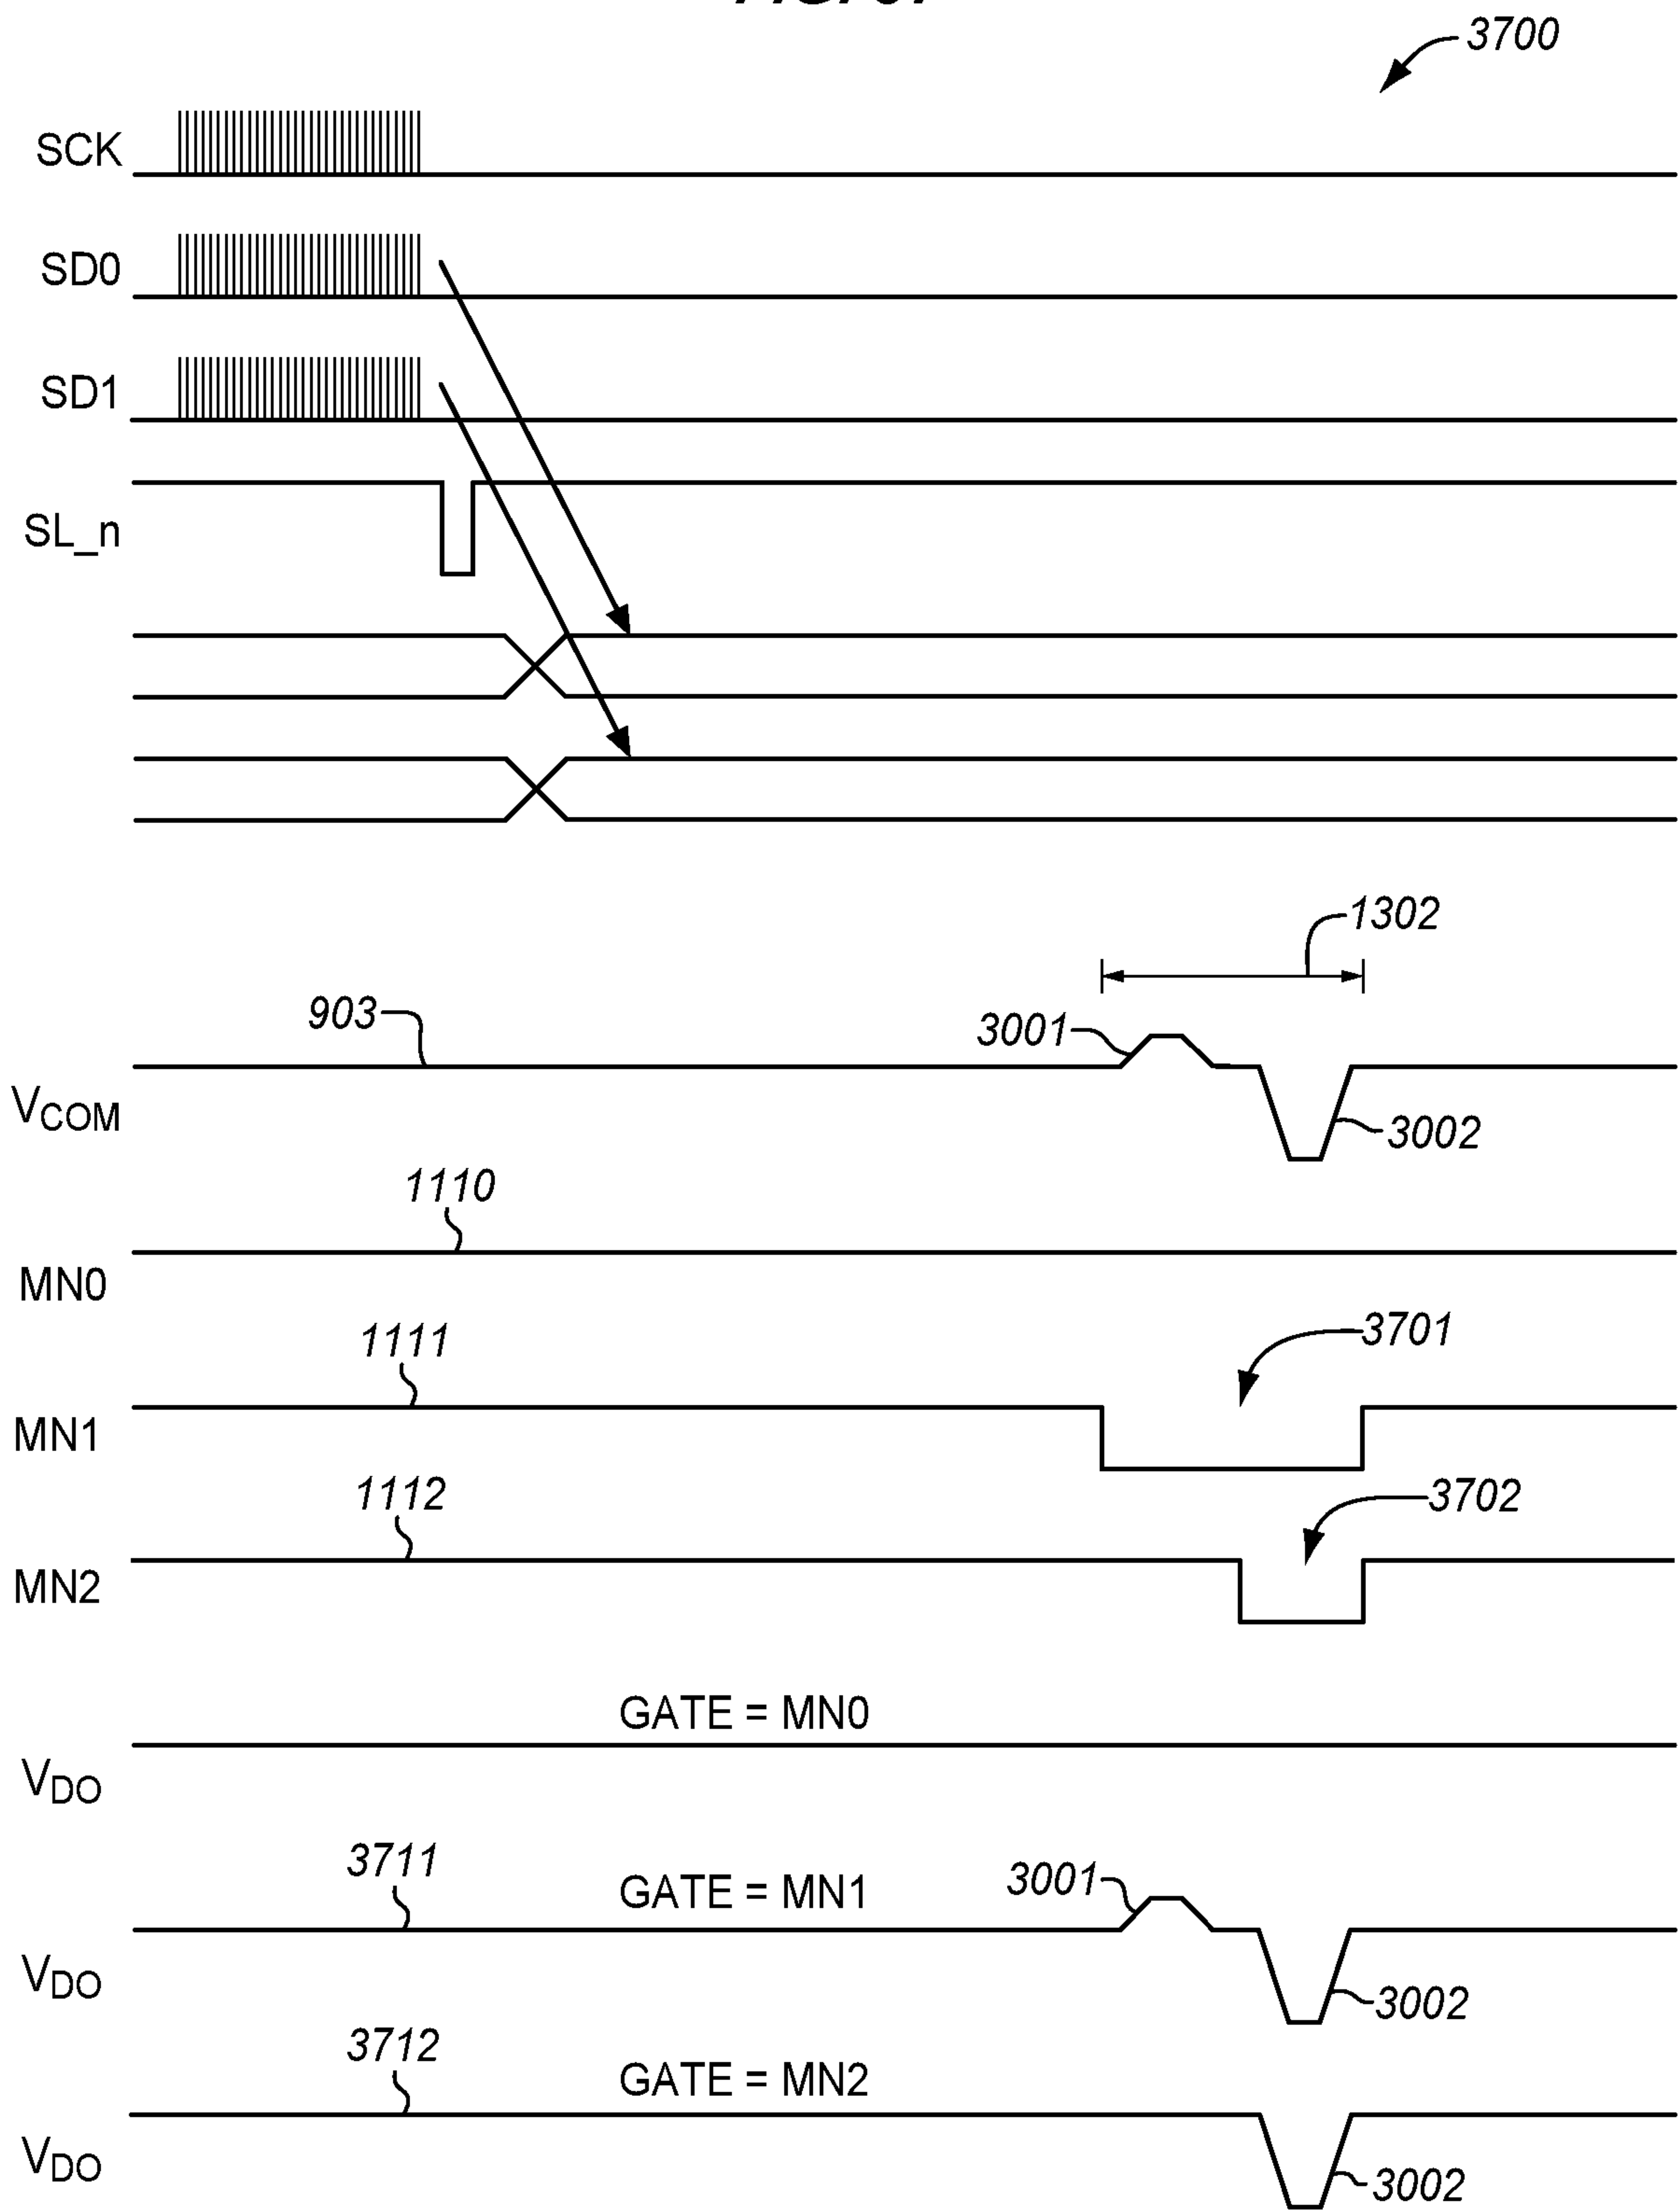 3700
SCK
SD0
SD1
SL_n
1302
903
3001
VCOM
3002
1110
MN0
1111
3701
MN1
1112
3702
MN2
GATE = MN0
VDO
3711
GATE = MN1
3001
VDO
3002
3712
GATE = MN2
VDO
3002